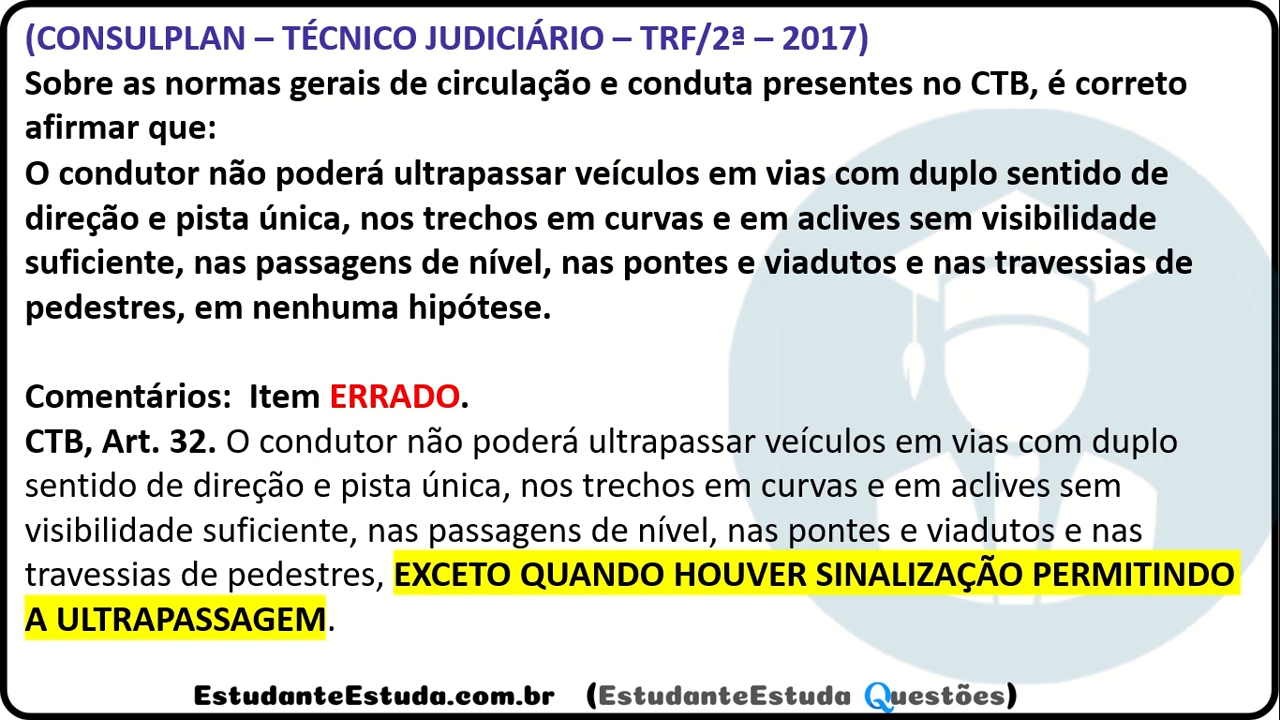 (CONSULPLAN – TÉCNICO JUDICIÁRIO – TRF/2ª – 2017)
Sobre as normas gerais de circulação e conduta presentes no CTB, é correto
afirmar que:
O condutor não poderá ultrapassar veículos em vias com duplo sentido de
direção e pista única, nos trechos em curvas e em aclives sem visibilidade
suficiente, nas passagens de nível, nas pontes e viadutos e nas travessias de
pedestres, em nenhuma hipótese.
Comentários: Item ERRADO.
CTB, Art. 32. O condutor não poderá ultrapassar veículos em vias com duplo
sentido de direção e pista única, nos trechos em curvas e em aclives sem
visibilidade suficiente, nas passagens de nível, nas pontes e viadutos e nas
travessias de pedestres, EXCETO QUANDO HOUVER SINALIZAÇÃO PERMITINDO
A ULTRAPASSAGEM.
EstudanteEstuda.com.br (EstudanteEstuda Questões)